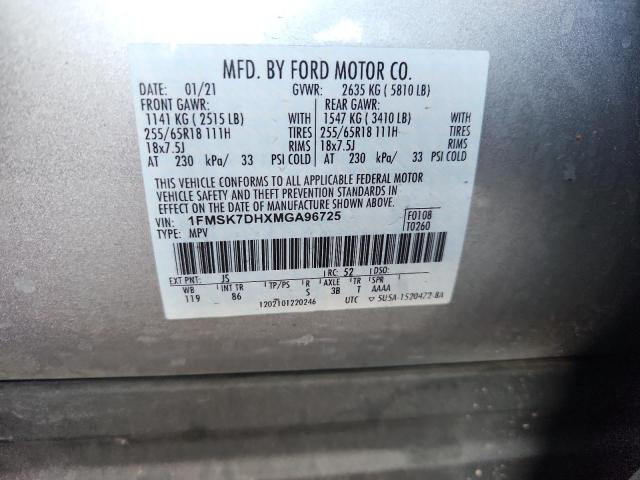 MFD. BY FORD MOTOR CO.
DATE: 01/21 GVWR: 2635 KG ( 5810 LB)
FRONT GAWR: REAR GAWR:
1141 KG ( 2515 LB) WITH 1547 KG ( 3410 LB) WITH
255/65R18 111H TIRES 255/65R18 111H TIRES
18x7.5J RIMS 18x7.5J RIMS
AT 230 kPa/ 33 PSI COLD AT 230 kPa/ 33 PSI COLD
THIS VEHICLE CONFORMS TO ALL APPLICABLE FEDERAL MOTOR
VEHICLE SAFETY AND THEFT PREVENTION STANDARDS IN
EFFECT ON THE DATE OF MANUFACTURE SHOWN ABOVE.
VIN: 1FMSK7DHXMGA96725 F0108
TYPE: MPV T0260
EXT PNT: JS RC: 52 DSO:
WB INT TR TP/PS R AXLE TR SPR
119 86 S 3B T AAAA
1202101220246 UTC ▽ 5U5A-1520472-BA